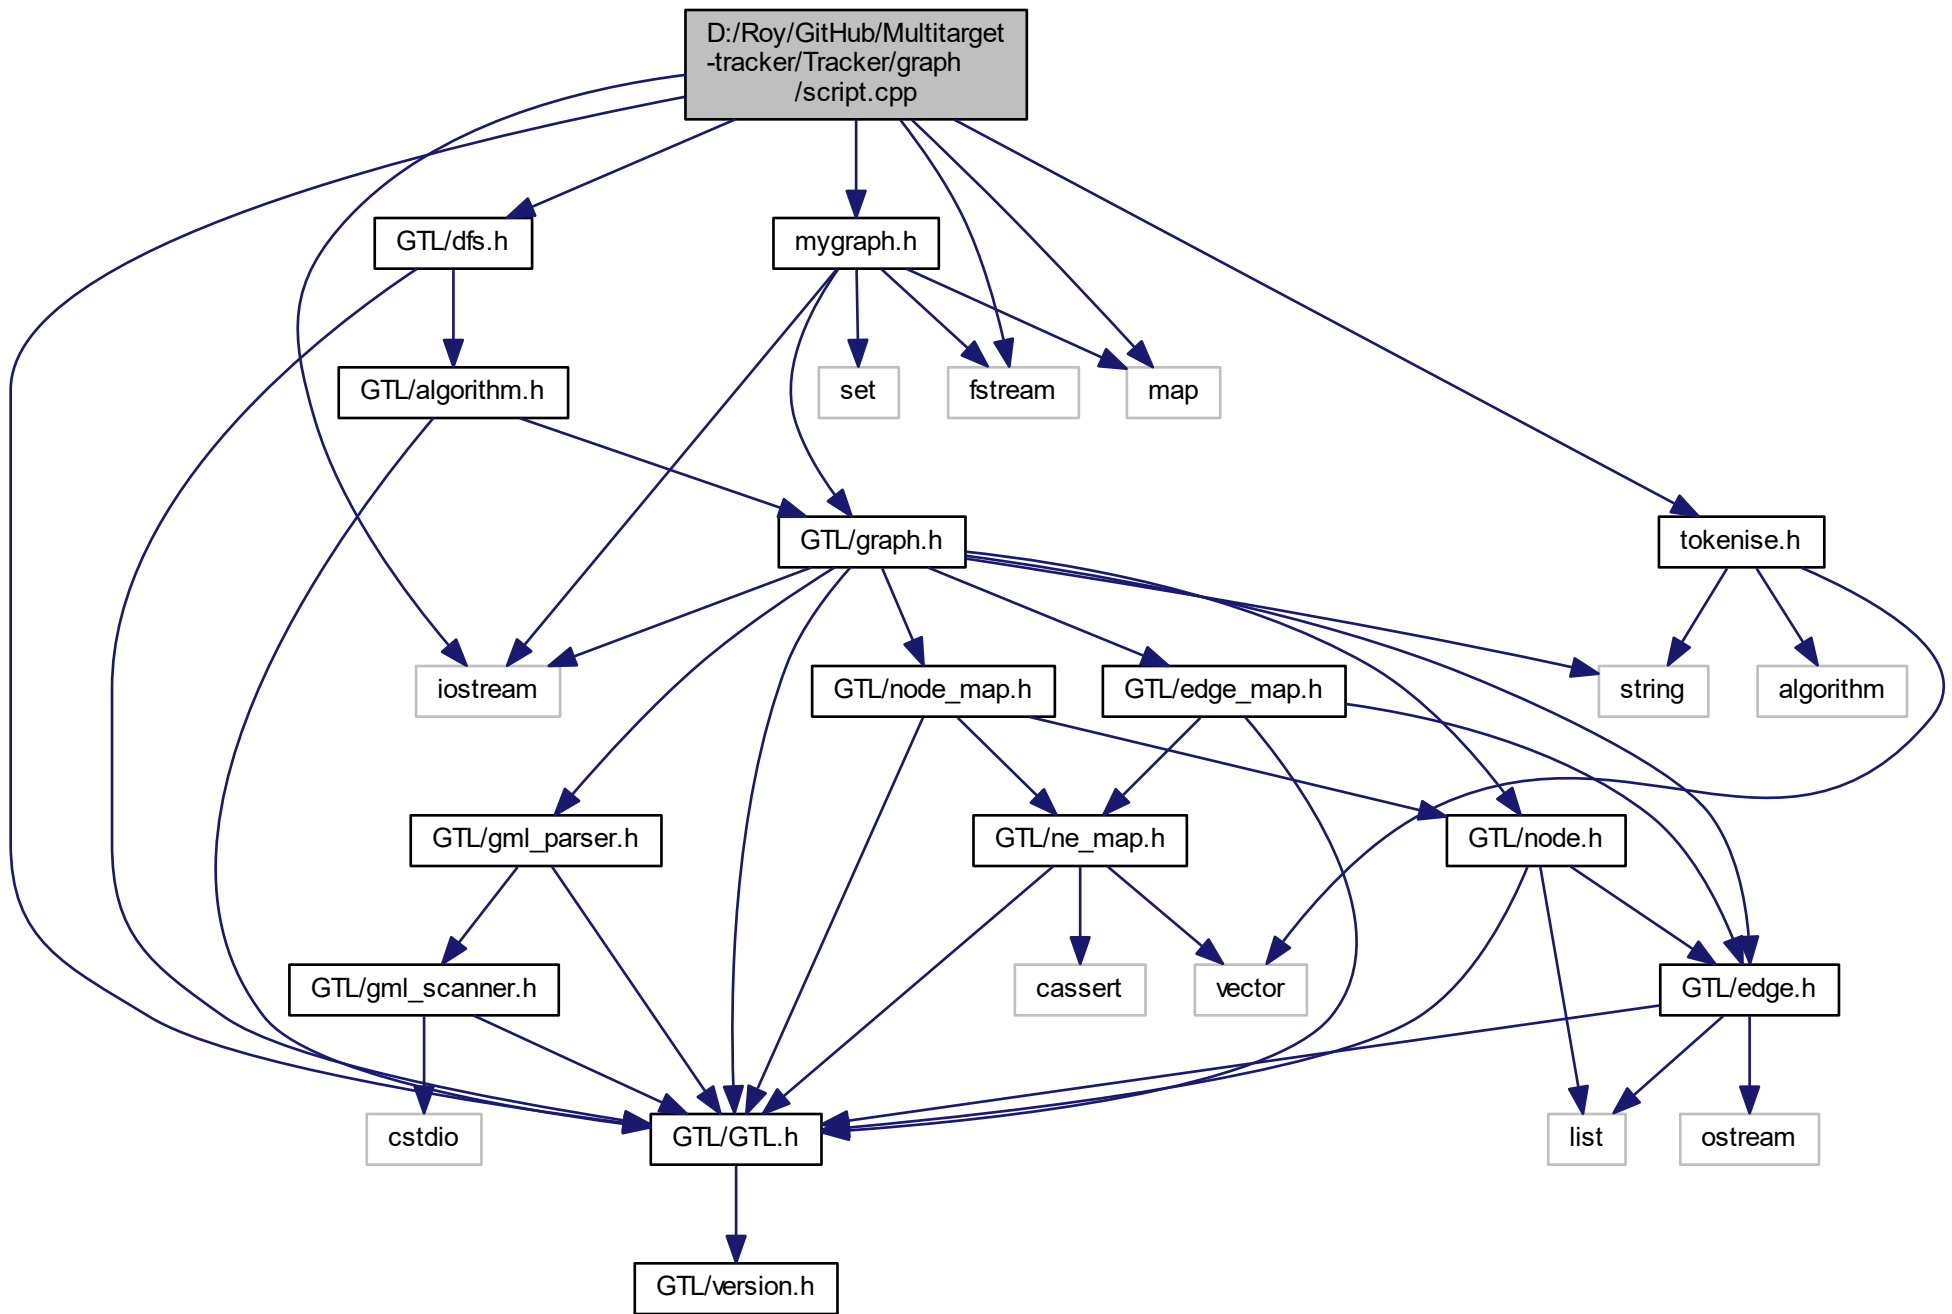 D:/Roy/GitHub/Multitarget
-tracker/Tracker/graph
/script.cpp
GTL/dfs.h
mygraph.h
GTL/algorithm.h
set
fstream
map
GTL/graph.h
tokenise.h
iostream
GTL/node_map.h
GTL/edge_map.h
string
algorithm
GTL/gml_parser.h
GTL/ne_map.h
GTL/node.h
GTL/gml_scanner.h
cassert
vector
GTL/edge.h
cstdio
GTL/GTL.h
list
ostream
GTL/version.h